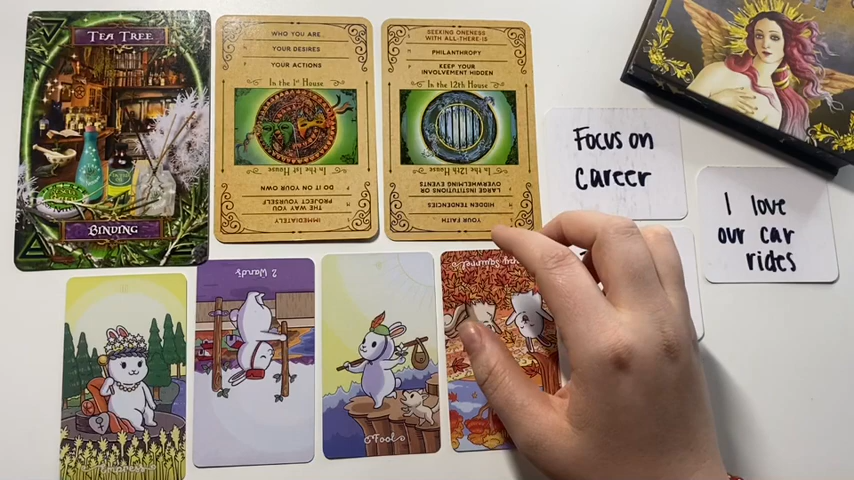 TEA TREE
BINDING
WHO YOU ARE
YOUR DESIRES
YOUR ACTIONS
In the 1st House
In the 1st House
DO IT ON YOUR OWN
THE WAY YOU
PROJECT YOURSELF
IMMEDIATELY
SEEKING ONENESS
WITH ALL-THERE-IS
PHILANTHROPY
KEEP YOUR
INVOLVEMENT HIDDEN
In the 12th House
In the 12th House
LARGE INSTITUTIONS OR
OVERWHELMING EVENTS
HIDDEN TENDENCIES
YOUR FAITH
Focus on
career
I love
our car
rides
Empress
2 Wands
Fool
Squirrel